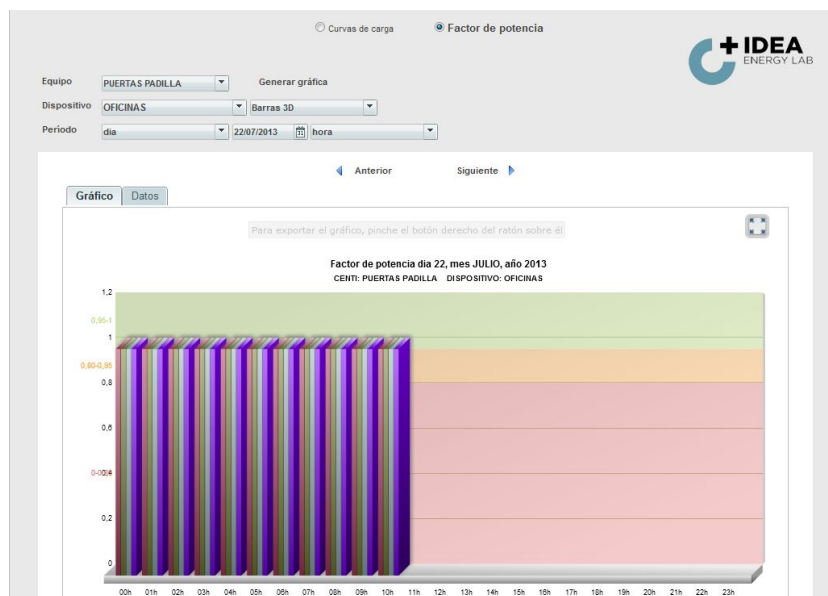 Curvas de carga Factor de potencia
+ IDEA
ENERGY LAB
Equipo PUERTAS PADILLA Generar gráfica
Dispositivo OFICINAS Barras 3D
Periodo dia 22/07/2013 hora
Anterior Siguiente
Gráfico Datos
Para exportar el gráfico, pinche el botón derecho del ratón sobre él
Factor de potencia dia 22, mes JULIO, año 2013
CENTI: PUERTAS PADILLA DISPOSITIVO: OFICINAS
1,2
0,95-1
1
0,80-0,95
0,8
0,6
0,2
0
00h 01h 02h 03h 04h 05h 06h 07h 08h 09h 10h 11h 12h 13h 14h 15h 16h 17h 18h 19h 20h 21h 22h 23h